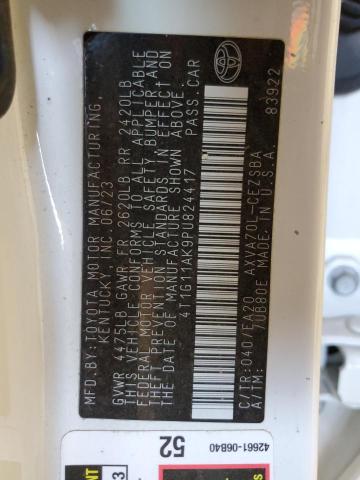 MFD.BY:TOYOTA MOTOR MANUFACTURING,
KENTUCKY, INC. 06/23
GVWR 4475LB GAWR FR 2620LB RR 2420LB
THIS VEHICLE CONFORMS TO ALL APPLICABLE
FEDERAL MOTOR VEHICLE SAFETY, BUMPER, AND
THEFT PREVENTION STANDARDS IN EFFECT ON
THE DATE OF MANUFACTURE SHOWN ABOVE.
4T1G11AK9PU824417 PASS.CAR
C/TR:040/EA20 AXVA70L-CEZSBA
A/TM: 70B80E MADE IN U.S.A. 83922
42661-06B40
52